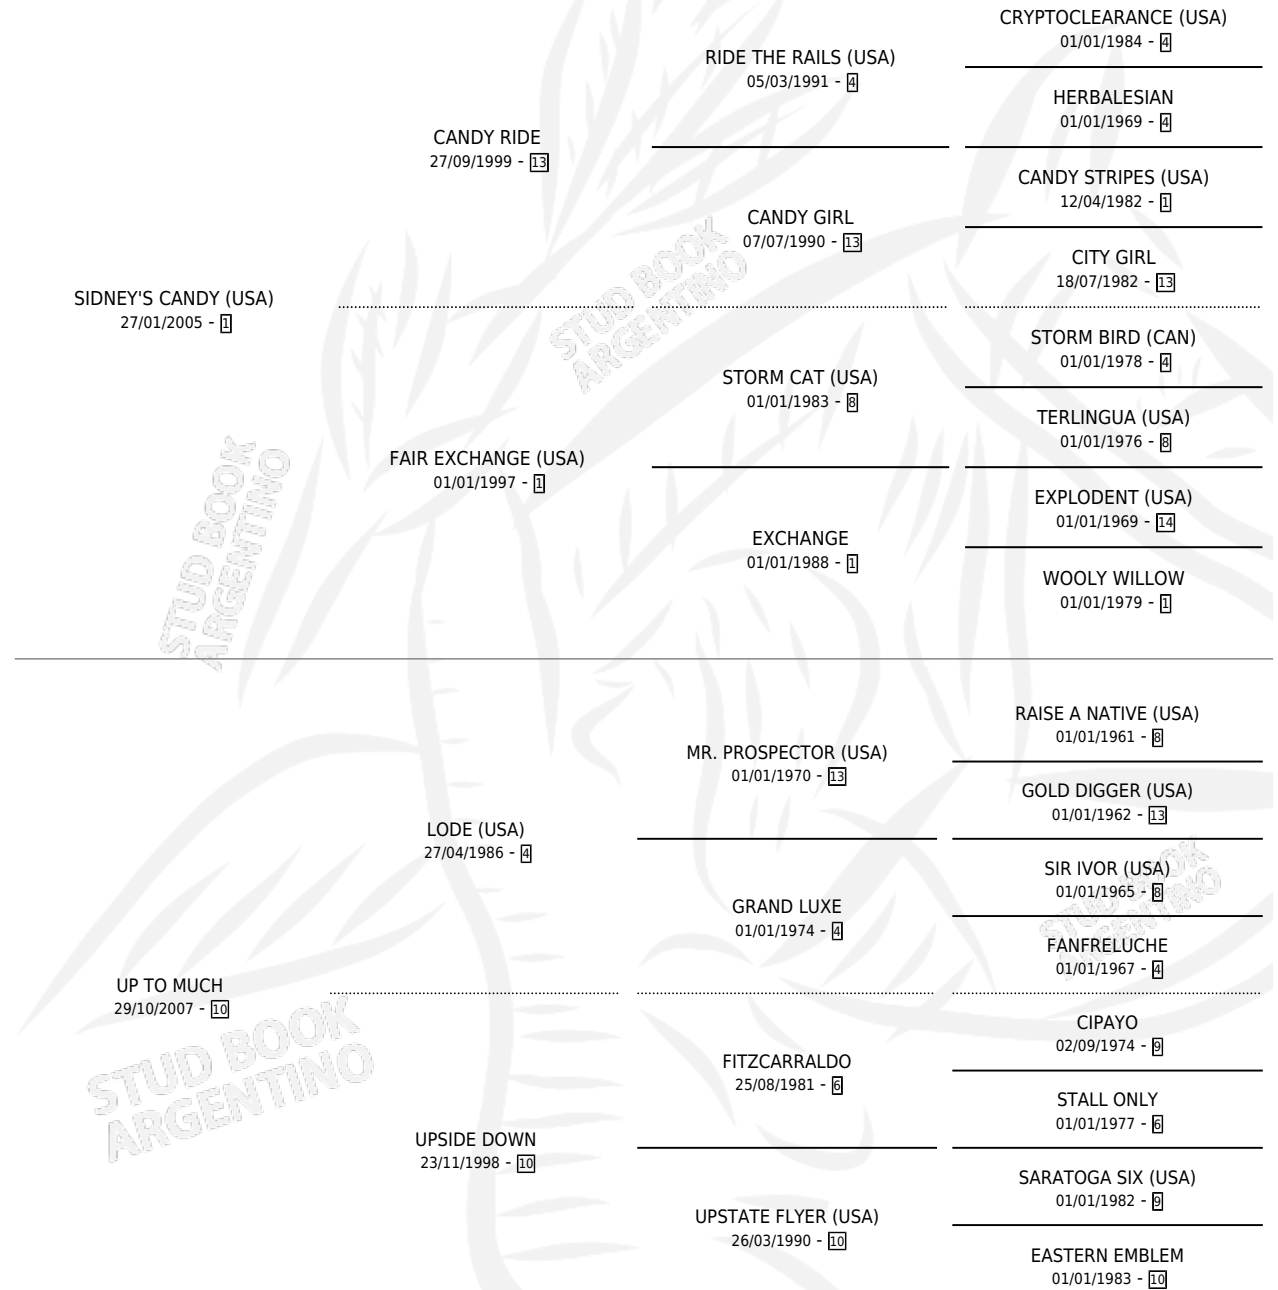 CRYPTOCLEARANCE (USA)
01/01/1984 - 4
RIDE THE RAILS (USA)
05/03/1991 - 4
HERBALESIAN
01/01/1969 - 4
CANDY RIDE
27/09/1999 - 13
CANDY STRIPES (USA)
12/04/1982 - 1
CANDY GIRL
07/07/1990 - 13
CITY GIRL
18/07/1982 - 13
SIDNEY'S CANDY (USA)
27/01/2005 - 1
STORM BIRD (CAN)
01/01/1978 - 4
STORM CAT (USA)
01/01/1983 - 8
TERLINGUA (USA)
01/01/1976 - 8
FAIR EXCHANGE (USA)
01/01/1997 - 1
EXPLODENT (USA)
01/01/1969 - 14
EXCHANGE
01/01/1988 - 1
WOOLY WILLOW
01/01/1979 - 1
STUD BOOK
ARGENTINO
STUD BOOK
ARGENTINO
RAISE A NATIVE (USA)
01/01/1961 - 8
MR. PROSPECTOR (USA)
01/01/1970 - 13
GOLD DIGGER (USA)
01/01/1962 - 13
LODE (USA)
27/04/1986 - 4
SIR IVOR (USA)
01/01/1965 - 8
GRAND LUXE
01/01/1974 - 4
FANFRELUCHE
01/01/1967 - 4
STUD BOOK
ARGENTINO
UP TO MUCH
29/10/2007 - 10
CIPAYO
02/09/1974 - 9
FITZCARRALDO
25/08/1981 - 6
STALL ONLY
01/01/1977 - 6
STUD BOOK
ARGENTINO
UPSIDE DOWN
23/11/1998 - 10
SARATOGA SIX (USA)
01/01/1982 - 9
UPSTATE FLYER (USA)
26/03/1990 - 10
EASTERN EMBLEM
01/01/1983 - 10